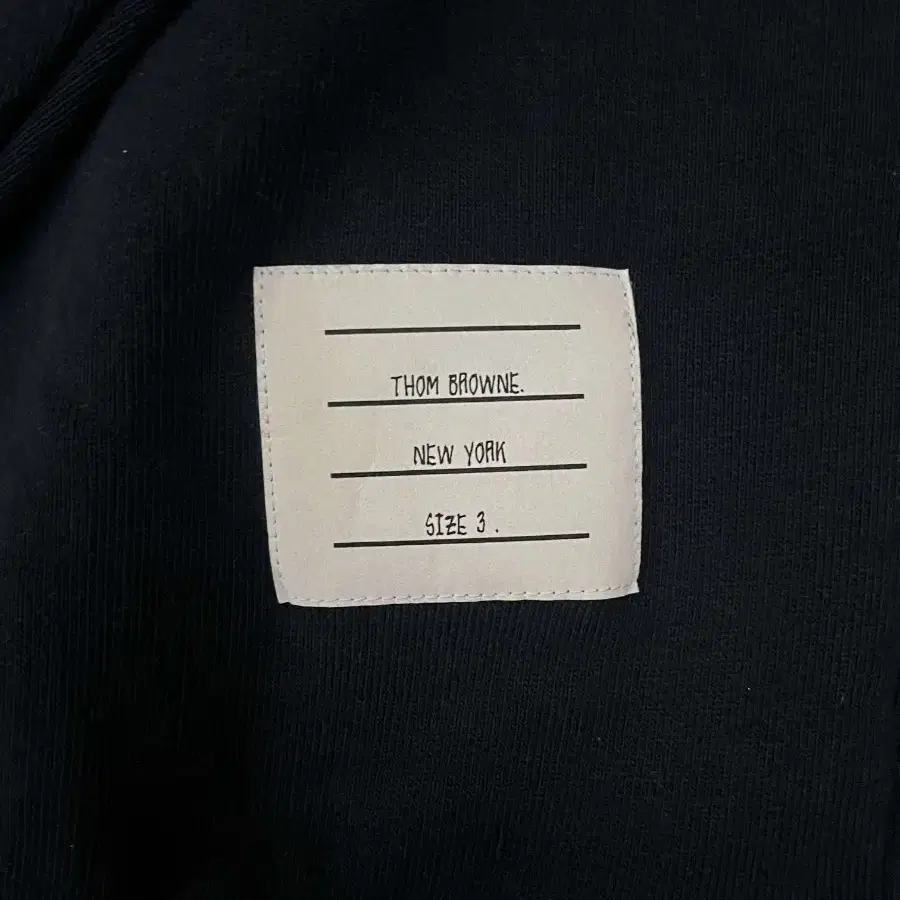 THOM BROWNE.
NEW YORK
SIZE 3 .